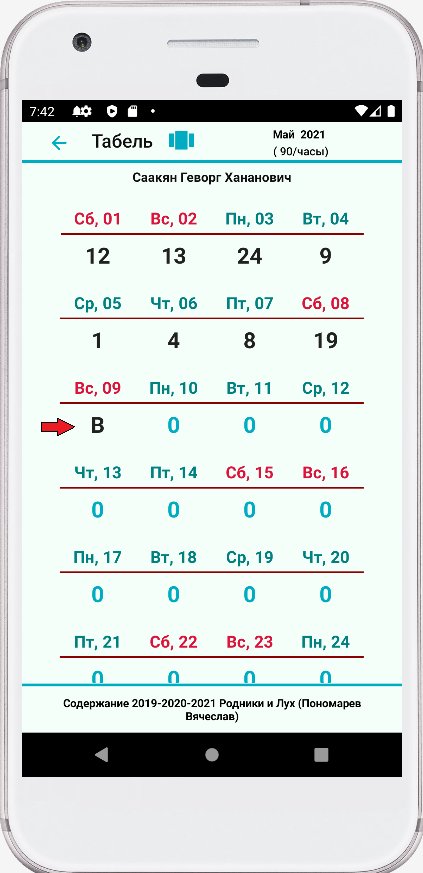 7:42
Табель
Май 2021
( 90/часы)
Саакян Геворг Хананович
Сб, 01 Вс, 02 Пн, 03 Вт, 04
12 13 24 9
Ср, 05 Чт, 06 Пт, 07 Сб, 08
1 4 8 19
Вс, 09 Пн, 10 Вт, 11 Ср, 12
В 0 0 0
Чт, 13 Пт, 14 Сб, 15 Вс, 16
0 0 0 0
Пн, 17 Вт, 18 Ср, 19 Чт, 20
0 0 0 0
Пт, 21 Сб, 22 Вс, 23 Пн, 24
0 0 0 0
Содержание 2019-2020-2021 Родники и Лух (Пономарев
Вячеслав)